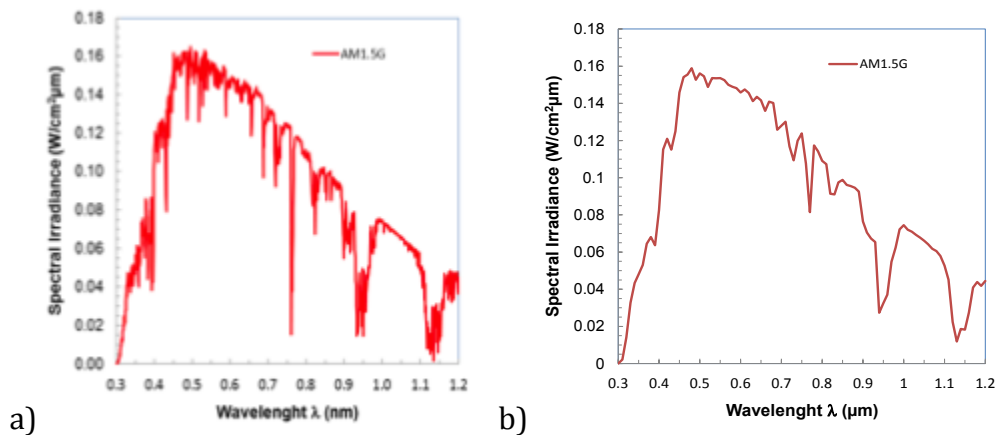 a)
Spectral Irradiance (W/cm²µm)
0.18
0.16
0.14
0.12
0.10
0.08
0.06
0.04
0.02
0.00
AM1.5G
0.3 0.4 0.5 0.6 0.7 0.8 0.9 1.0 1.1 1.2
Wavelenght λ (nm)
b)
Spectral Irradiance (W/cm²µm)
0.18
0.16
0.14
0.12
0.1
0.08
0.06
0.04
0.02
0
AM1.5G
0.3 0.4 0.5 0.6 0.7 0.8 0.9 1 1.1 1.2
Wavelenght λ (µm)